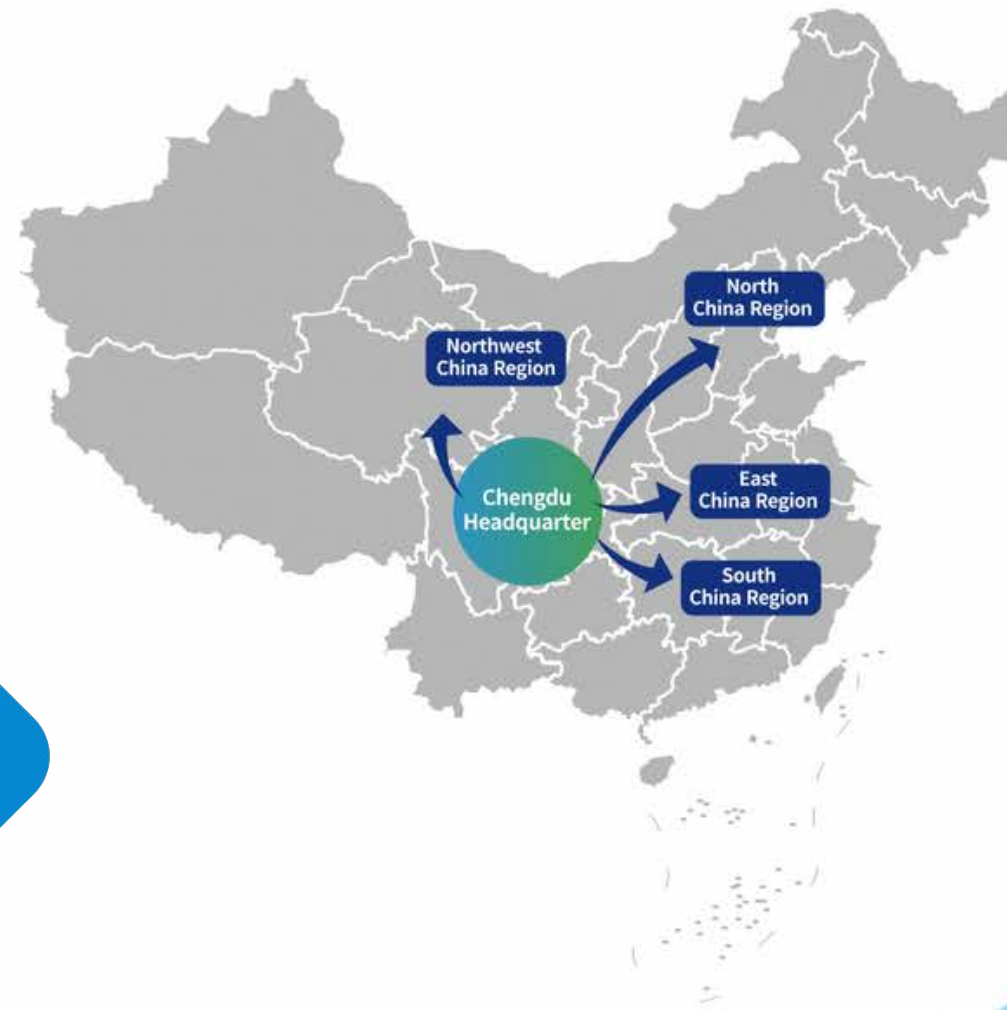 North
China Region
Northwest
China Region
Chengdu
Headquarter
East
China Region
South
China Region